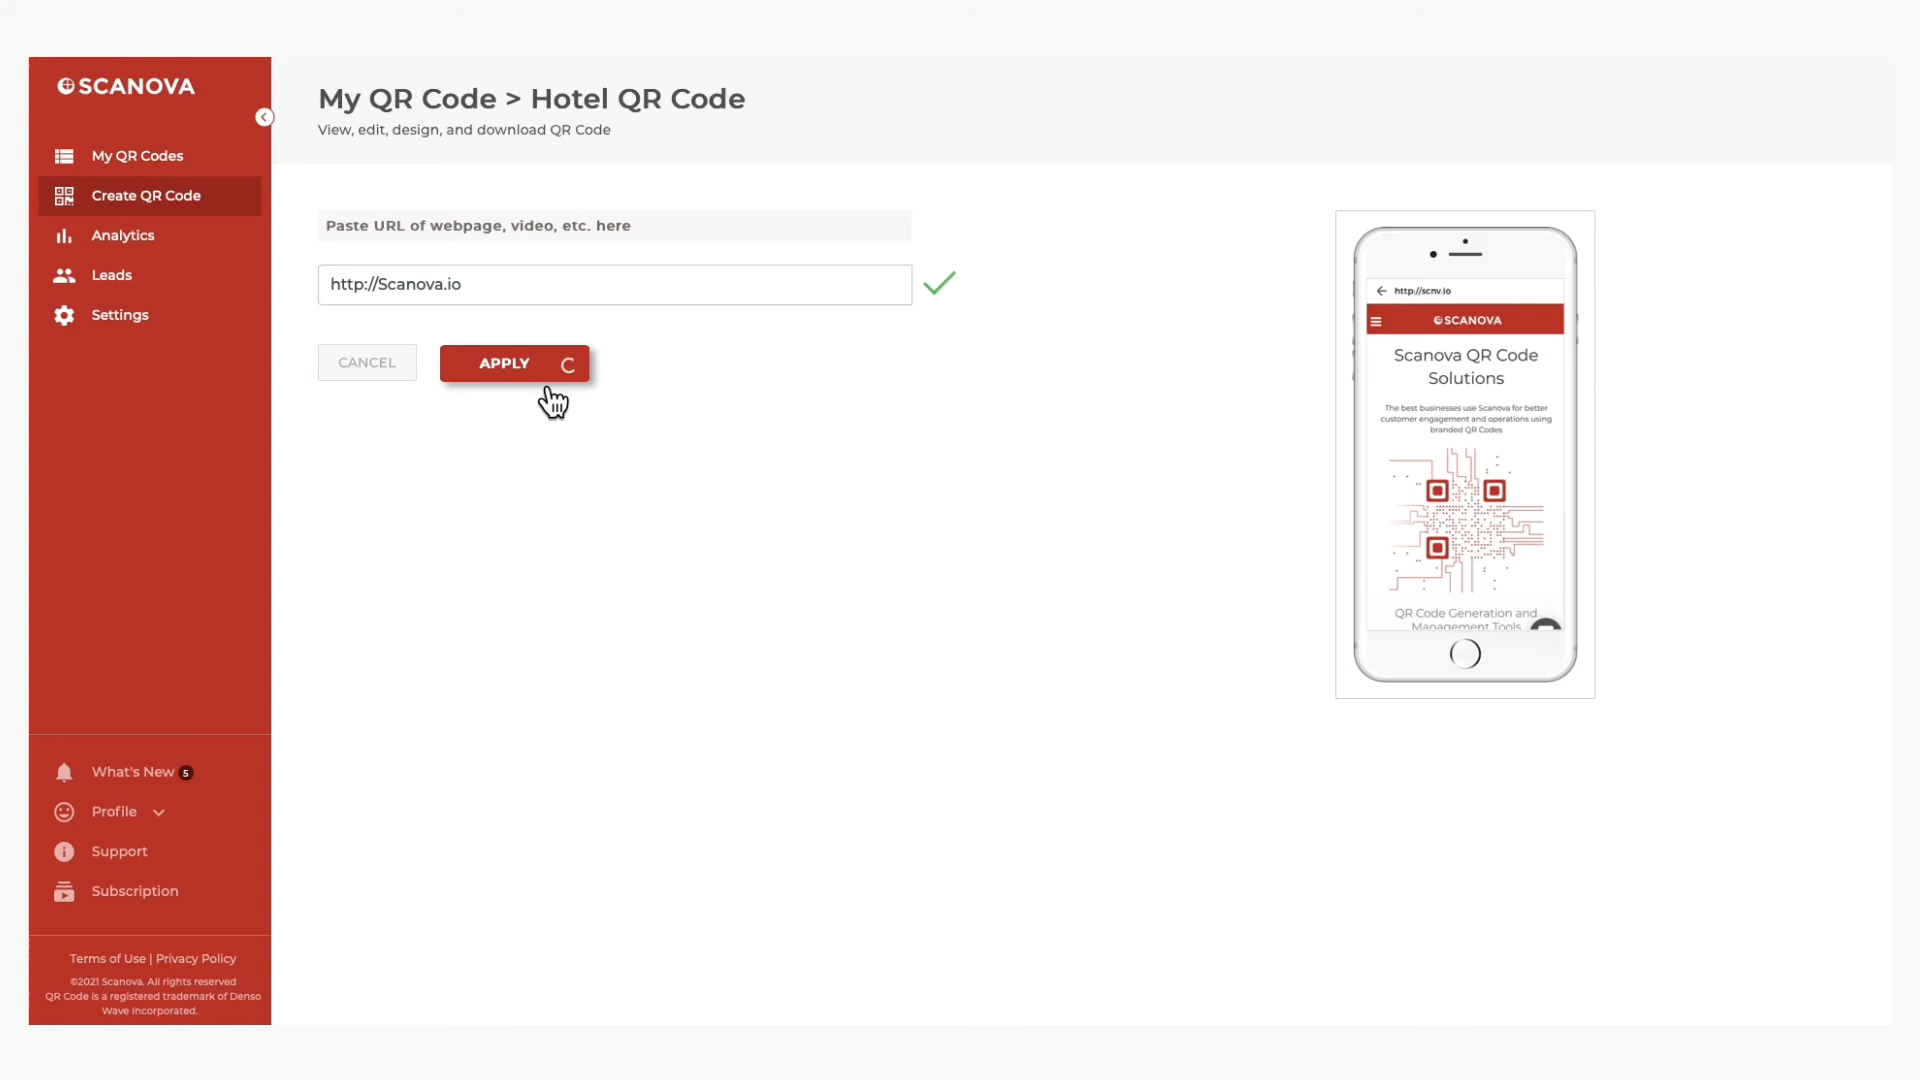 SCANOVA
My QR Codes
Create QR Code
Analytics
Leads
Settings
What's New 5
Profile
Support
Subscription
Terms of Use | Privacy Policy
©2021 Scanova. All rights reserved
QR Code is a registered trademark of Denso
Wave Incorporated.
My QR Code > Hotel QR Code
View, edit, design, and download QR Code
Paste URL of webpage, video, etc. here
http://Scanova.io
CANCEL
APPLY
http://scnv.io
SCANOVA
Scanova QR Code
Solutions
The best businesses use Scanova for better
customer engagement and operations using
branded QR Codes
QR Code Generation and
Management Tools